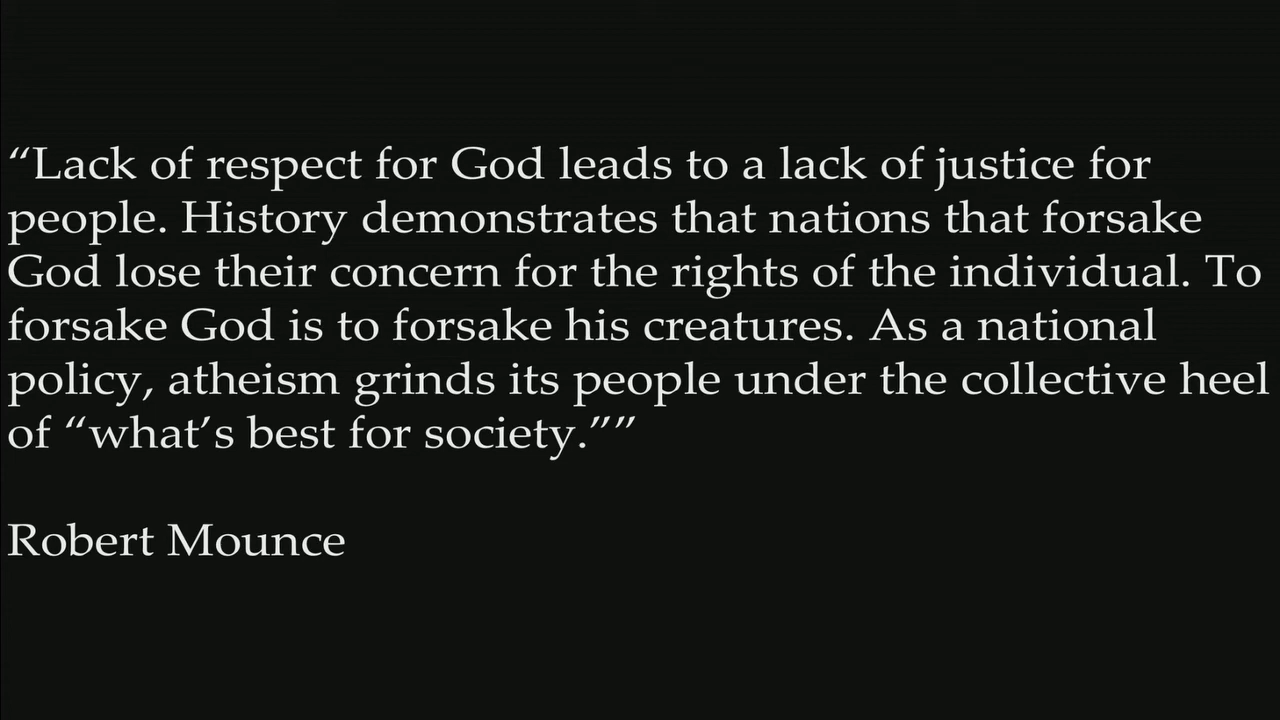 “Lack of respect for God leads to a lack of justice for
people. History demonstrates that nations that forsake
God lose their concern for the rights of the individual. To
forsake God is to forsake his creatures. As a national
policy, atheism grinds its people under the collective heel
of “what’s best for society.””
Robert Mounce